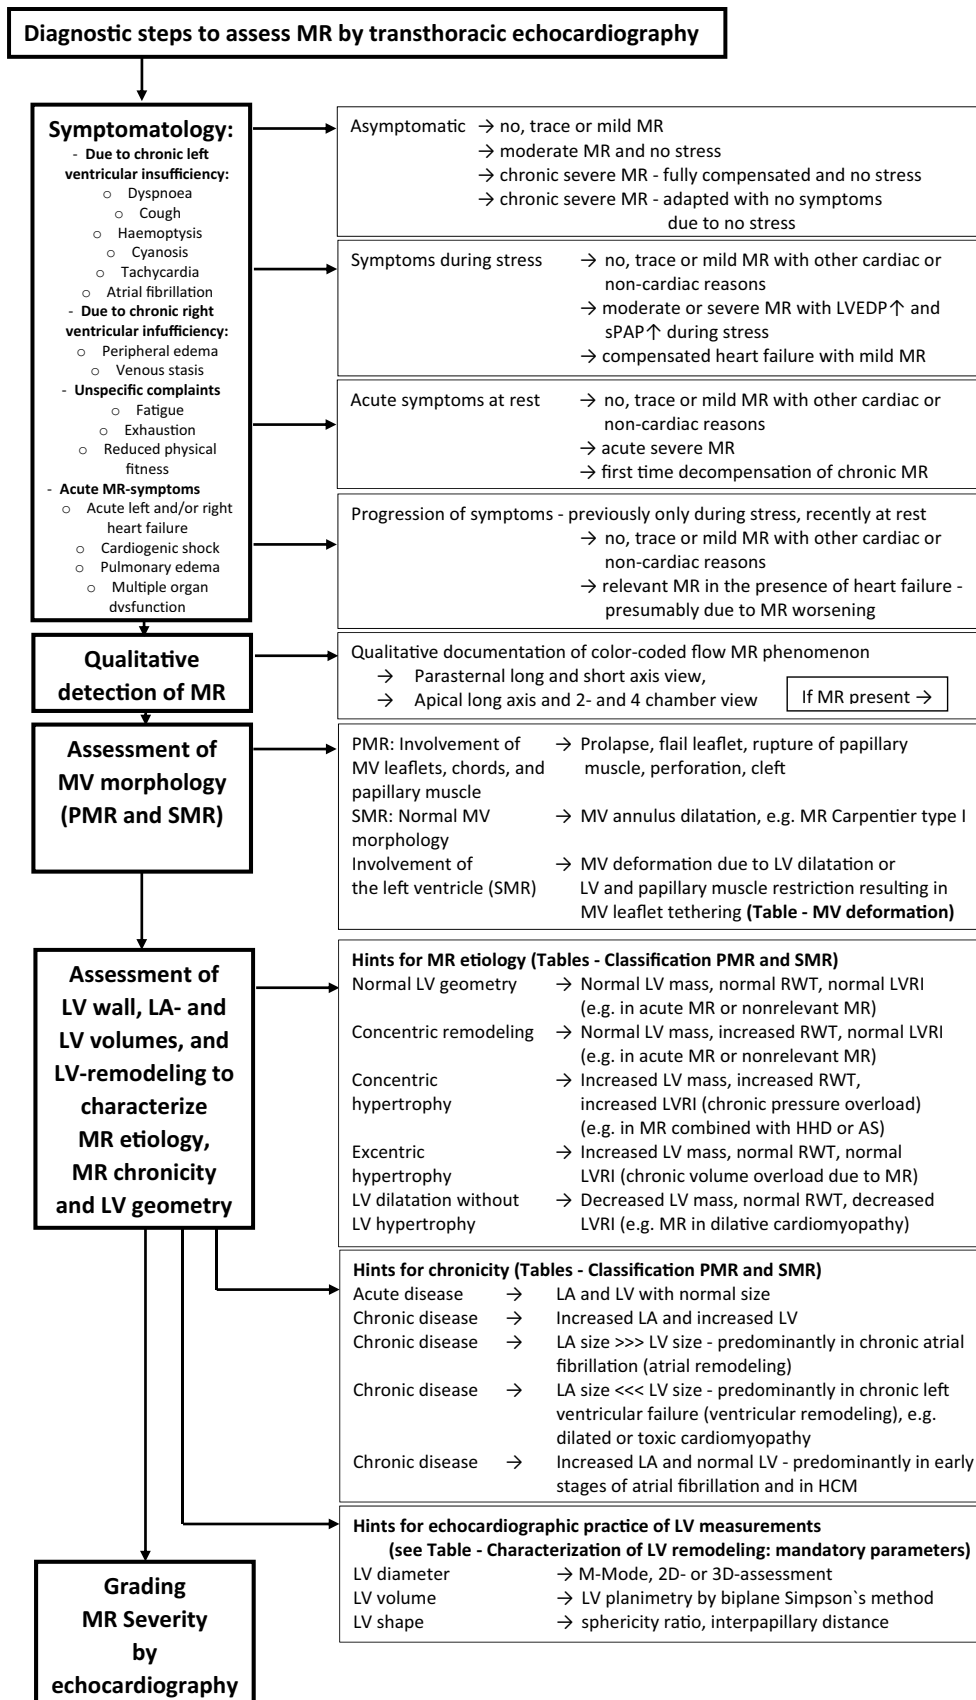 Diagnostic steps to assess MR by transthoracic echocardiography
Symptomatology:
- Due to chronic left
ventricular insufficiency:
o Dyspnoea
o Cough
o Haemoptysis
o Cyanosis
o Tachycardia
o Atrial fibrillation
- Due to chronic right
ventricular infufficiency:
o Peripheral edema
o Venous stasis
- Unspecific complaints
o Fatigue
o Exhaustion
o Reduced physical
fitness
- Acute MR-symptoms
o Acute left and/or right
heart failure
o Cardiogenic shock
o Pulmonary edema
o Multiple organ
dvsfunction
Asymptomatic → no, trace or mild MR
→ moderate MR and no stress
→ chronic severe MR - fully compensated and no stress
→ chronic severe MR - adapted with no symptoms
due to no stress
Symptoms during stress → no, trace or mild MR with other cardiac or
non-cardiac reasons
→ moderate or severe MR with LVEDP↑ and
sPAP↑ during stress
→ compensated heart failure with mild MR
Acute symptoms at rest → no, trace or mild MR with other cardiac or
non-cardiac reasons
→ acute severe MR
→ first time decompensation of chronic MR
Progression of symptoms - previously only during stress, recently at rest
→ no, trace or mild MR with other cardiac or
non-cardiac reasons
→ relevant MR in the presence of heart failure -
presumably due to MR worsening
Qualitative
detection of MR
Qualitative documentation of color-coded flow MR phenomenon
→ Parasternal long and short axis view,
→ Apical long axis and 2- and 4 chamber view
If MR present →
Assessment of
MV morphology
(PMR and SMR)
PMR: Involvement of → Prolapse, flail leaflet, rupture of papillary
MV leaflets, chords, and muscle, perforation, cleft
papillary muscle
SMR: Normal MV → MV annulus dilatation, e.g. MR Carpentier type I
morphology
Involvement of → MV deformation due to LV dilatation or
the left ventricle (SMR) LV and papillary muscle restriction resulting in
MV leaflet tethering (Table - MV deformation)
Assessment of
LV wall, LA- and
LV volumes, and
LV-remodeling to
characterize
MR etiology,
MR chronicity
and LV geometry
Hints for MR etiology (Tables - Classification PMR and SMR)
Normal LV geometry → Normal LV mass, normal RWT, normal LVRI
(e.g. in acute MR or nonrelevant MR)
Concentric remodeling → Normal LV mass, increased RWT, normal LVRI
(e.g. in acute MR or nonrelevant MR)
Concentric → Increased LV mass, increased RWT,
hypertrophy increased LVRI (chronic pressure overload)
(e.g. in MR combined with HHD or AS)
Excentric → Increased LV mass, normal RWT, normal
hypertrophy LVRI (chronic volume overload due to MR)
LV dilatation without → Decreased LV mass, normal RWT, decreased
LV hypertrophy LVRI (e.g. MR in dilative cardiomyopathy)
Hints for chronicity (Tables - Classification PMR and SMR)
Acute disease → LA and LV with normal size
Chronic disease → Increased LA and increased LV
Chronic disease → LA size >>> LV size - predominantly in chronic atrial
fibrillation (atrial remodeling)
Chronic disease → LA size <<< LV size - predominantly in chronic left
ventricular failure (ventricular remodeling), e.g.
dilated or toxic cardiomyopathy
Chronic disease → Increased LA and normal LV - predominantly in early
stages of atrial fibrillation and in HCM
Hints for echocardiographic practice of LV measurements
(see Table - Characterization of LV remodeling: mandatory parameters)
LV diameter → M-Mode, 2D- or 3D-assessment
LV volume → LV planimetry by biplane Simpson`s method
LV shape → sphericity ratio, interpapillary distance
Grading
MR Severity
by
echocardiography